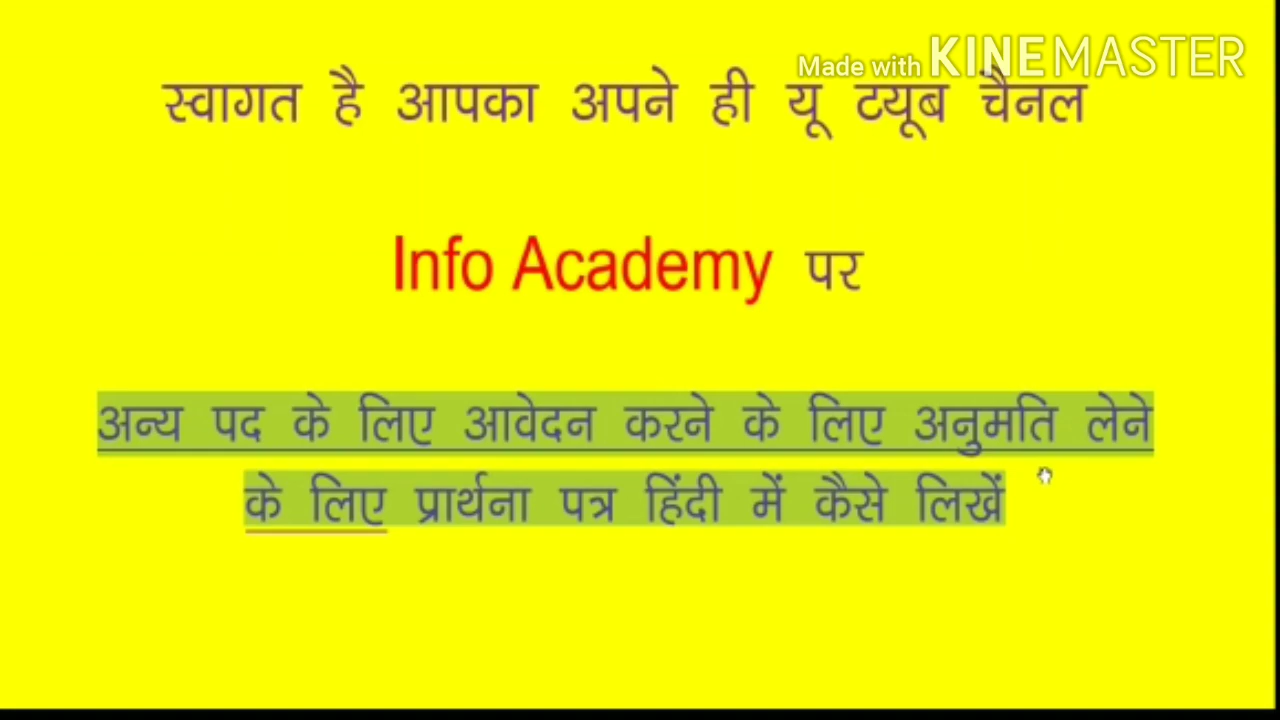 Made with KINEMASTER
स्वागत है आपका अपने ही यू टयूब चैनल
Info Academy पर
अन्य पद के लिए आवेदन करने के लिए अनुमति लेने
के लिए प्रार्थना पत्र हिंदी में कैसे लिखें